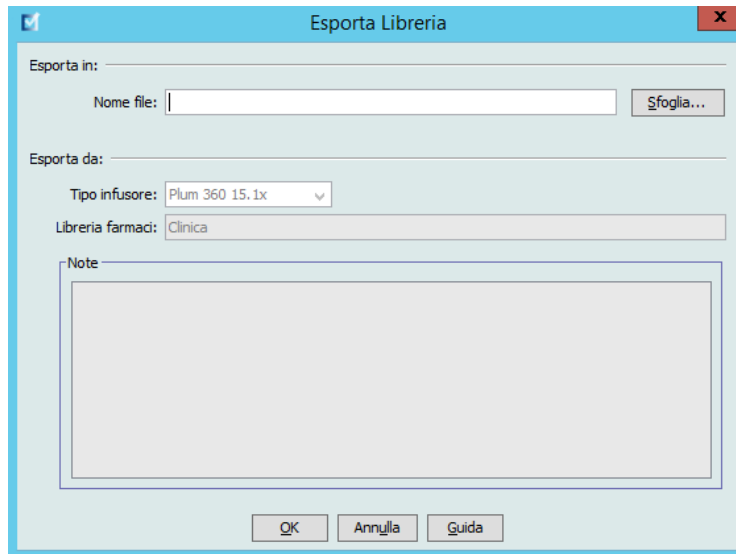 Esporta Libreria
x
Esporta in:
Nome file:
Sfoglia...
Esporta da:
Tipo infusore: Plum 360 15.1x
Libreria farmaci: Clinica
Note
OK Annulla Guida